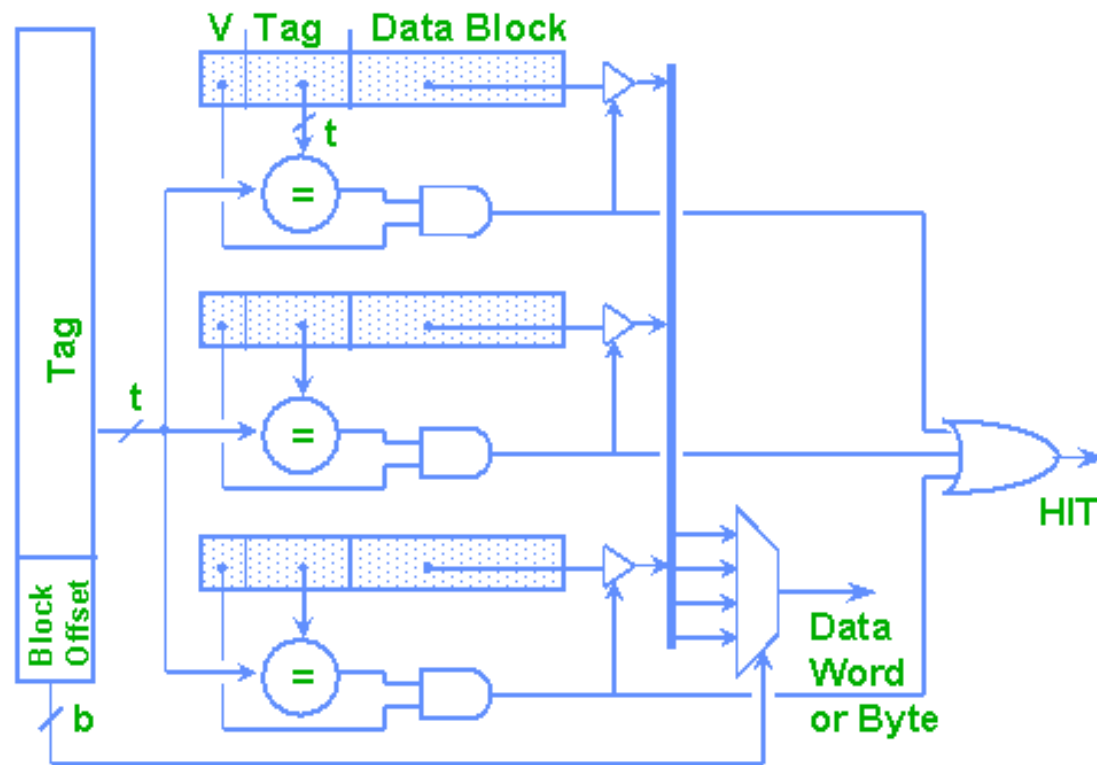 V Tag Data Block
t
=
Tag
t
=
HIT
Block
Offset
=
Data
Word
or Byte
b